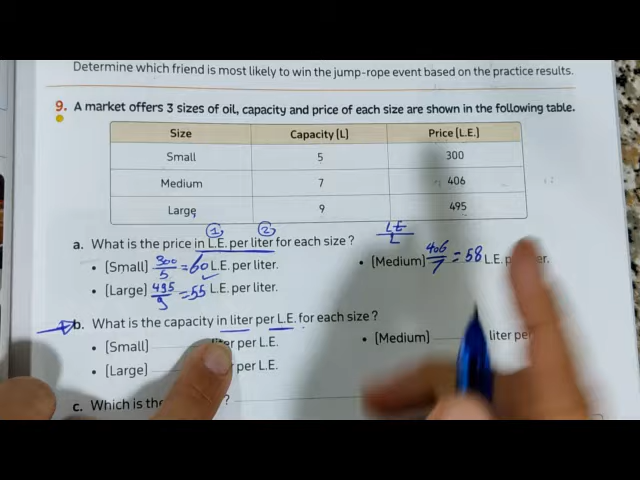 Determine which friend is most likely to win the jump-rope event based on the practice results.
9. A market offers 3 sizes of oil, capacity and price of each size are shown in the following table.
Size Capacity (L) Price (L.E.)
Small 5 300
Medium 7 406
Large 9 495
1 2 LE/L
a. What is the price in L.E. per liter for each size ?
• (Small) 300/5 = 60 L.E. per liter. • (Medium) 406/7 = 58 L.E.
• (Large) 495/9 = 55 L.E. per liter.
b. What is the capacity in liter per L.E. for each size ?
• (Small) per L.E. • (Medium) liter per
• (Large) per L.E.
c. Which is the ?